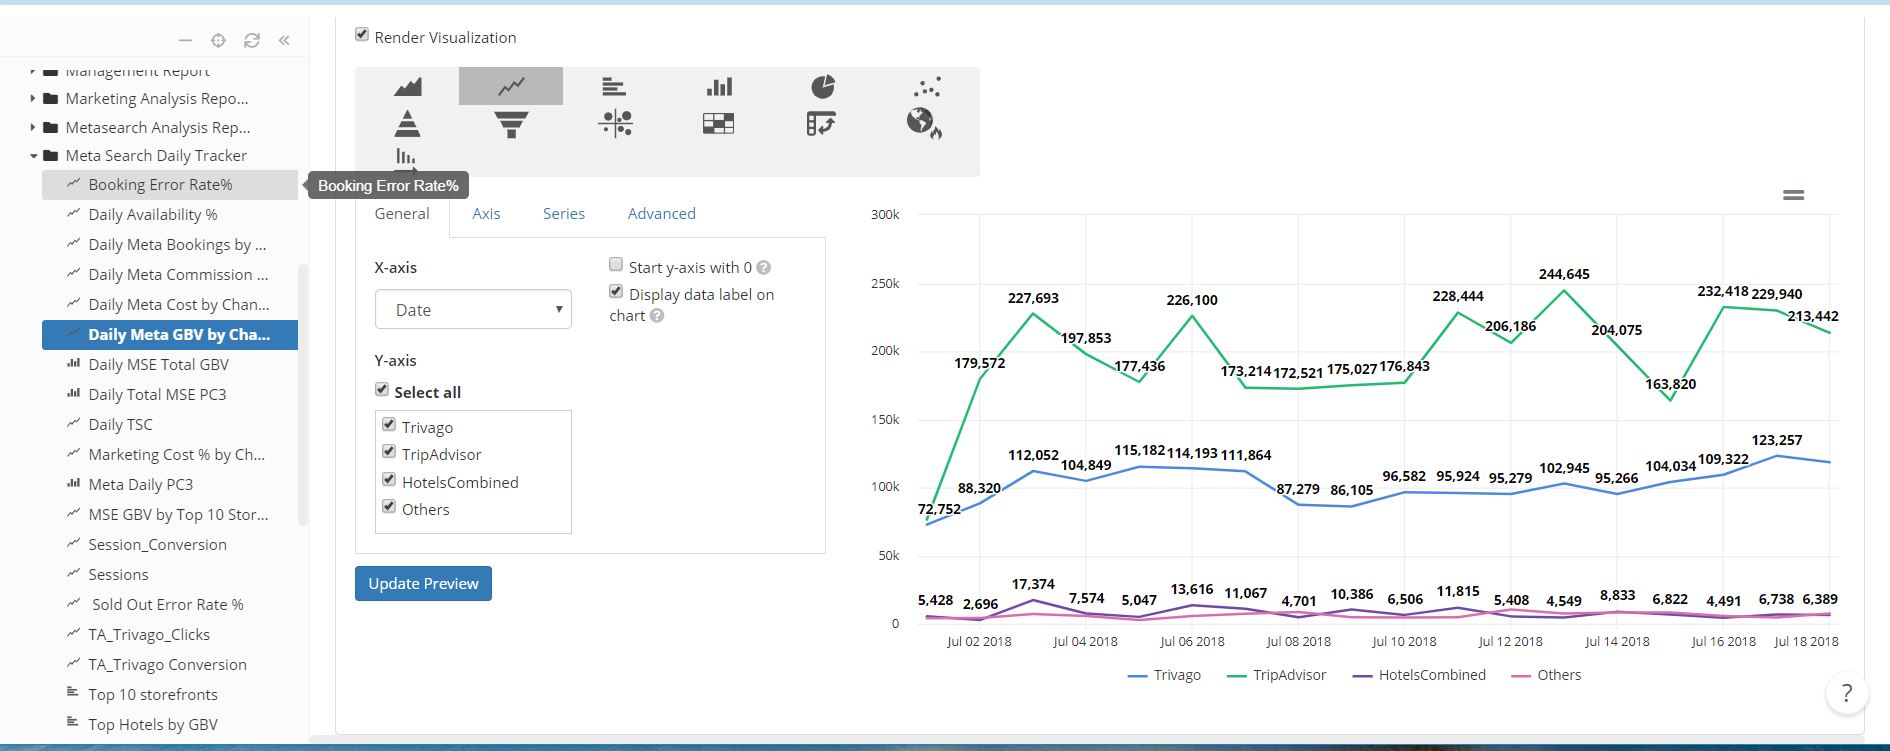 Render Visualization
Management Report
Marketing Analysis Repo...
Metasearch Analysis Rep...
Meta Search Daily Tracker
Booking Error Rate%
Booking Error Rate%
Daily Availability %
Daily Meta Bookings by ...
Daily Meta Commission ...
Daily Meta Cost by Chan...
Daily Meta GBV by Cha...
Daily MSE Total GBV
Daily Total MSE PC3
Daily TSC
Marketing Cost % by Ch...
Meta Daily PC3
MSE GBV by Top 10 Stor...
Session_Conversion
Sessions
Sold Out Error Rate %
TA_Trivago_Clicks
TA_Trivago Conversion
Top 10 storefronts
Top Hotels by GBV
General Axis Series Advanced
X-axis
Date
Start y-axis with 0 ?
Display data label on
chart ?
Y-axis
Select all
Trivago
TripAdvisor
HotelsCombined
Others
Update Preview
300k
250k
200k
150k
100k
50k
0
179,572 227,693 197,853 177,436 226,100 173,214 172,521 175,027 176,843 228,444 206,186 244,645 204,075 163,820 232,418 229,940 213,442
72,752 88,320 112,052 104,849 115,182 114,193 111,864 87,279 86,105 96,582 95,924 95,279 102,945 95,266 104,034 109,322 123,257
5,428 2,696 17,374 7,574 5,047 13,616 11,067 4,701 10,386 6,506 11,815 5,408 4,549 8,833 6,822 4,491 6,738 6,389
Jul 02 2018 Jul 04 2018 Jul 06 2018 Jul 08 2018 Jul 10 2018 Jul 12 2018 Jul 14 2018 Jul 16 2018 Jul 18 2018
Trivago TripAdvisor HotelsCombined Others
?